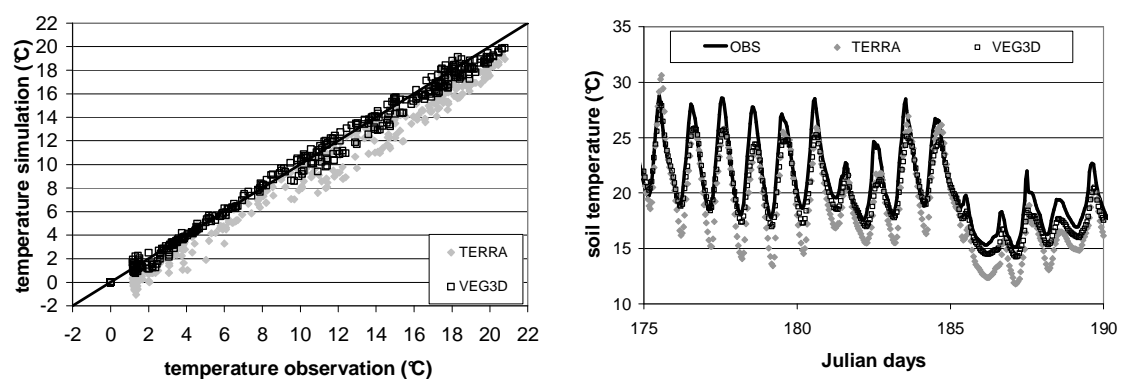 22
20
18
16
14
12
10
8
6
4
2
0
-2
temperature simulation (°C)
TERRA
VEG3D
-2 0 2 4 6 8 10 12 14 16 18 20 22
temperature observation (°C)
OBS TERRA VEG3D
35
30
25
20
15
10
soil temperature (°C)
175 180 185 190
Julian days